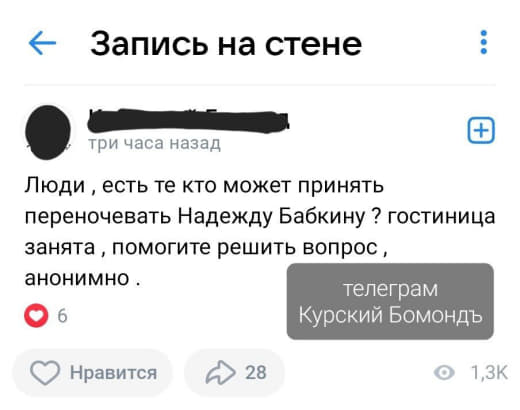 Запись на стене
три часа назад
Люди , есть те кто может принять
переночевать Надежду Бабкину ? гостиница
занята , помогите решить вопрос ,
анонимно .
телеграм
Курский Бомондъ
6
Нравится
28
1,3К